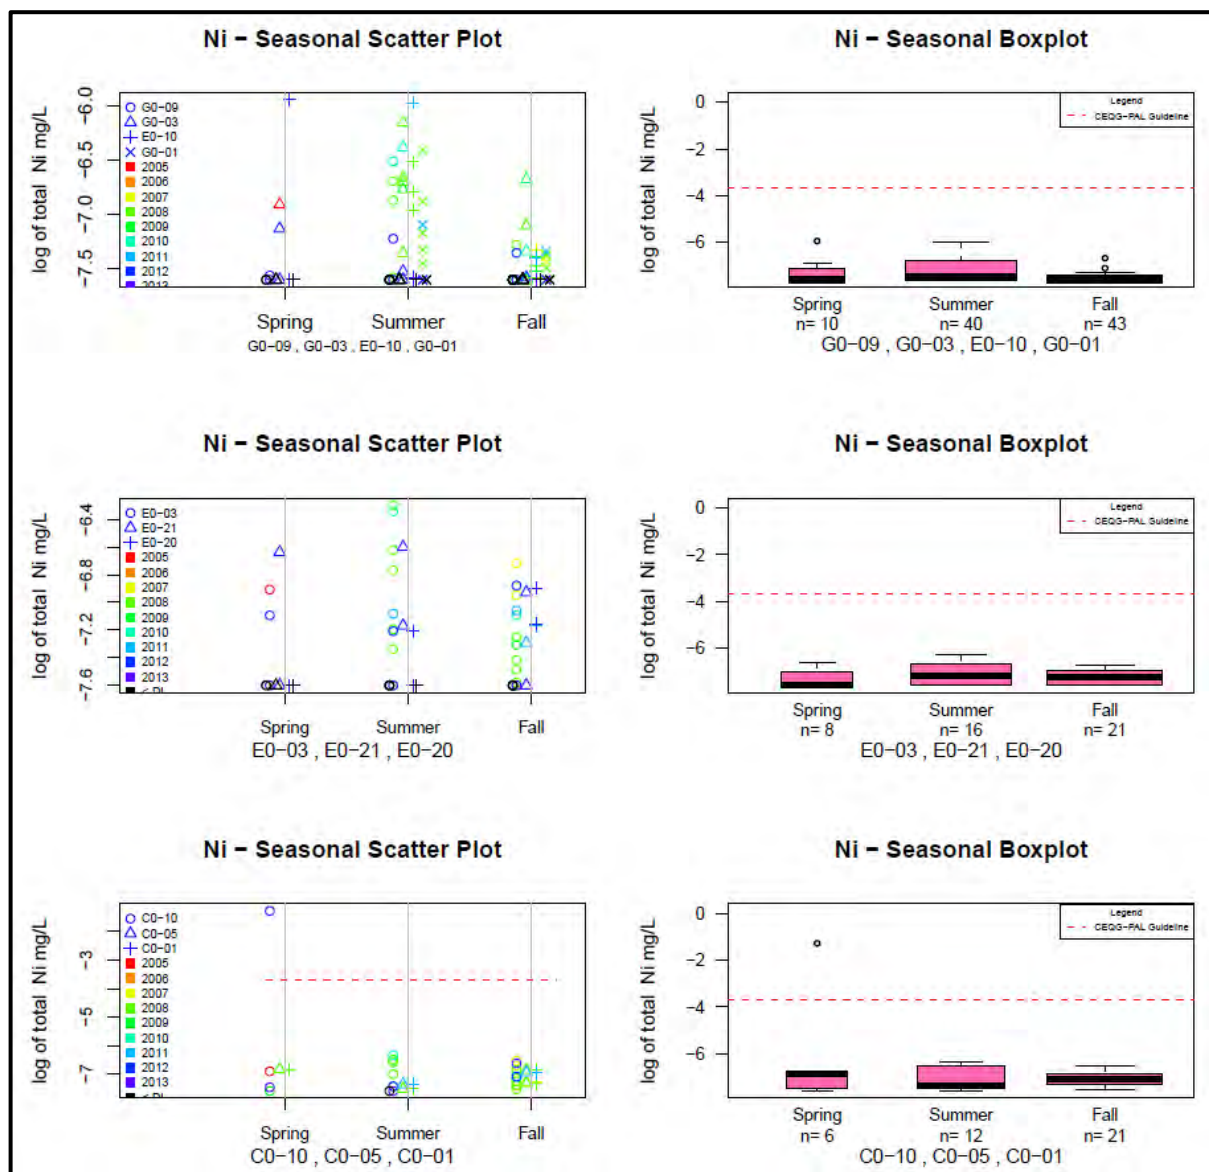 Ni − Seasonal Scatter Plot
log of total Ni mg/L
−6.0
−6.5
−7.0
−7.5
G0−09
G0−03
E0−10
G0−01
2005
2006
2007
2008
2009
2010
2011
2012
2013
Spring Summer Fall
G0−09 , G0−03 , E0−10 , G0−01
Ni − Seasonal Boxplot
log of total Ni mg/L
0
−2
−4
−6
Legend
CEQG−PAL Guideline
Spring Summer Fall
n= 10 n= 40 n= 43
G0−09 , G0−03 , E0−10 , G0−01
Ni − Seasonal Scatter Plot
log of total Ni mg/L
−6.4
−6.8
−7.2
−7.6
E0−03
E0−21
E0−20
2005
2006
2007
2008
2009
2010
2011
2012
2013
Spring Summer Fall
E0−03 , E0−21 , E0−20
Ni − Seasonal Boxplot
log of total Ni mg/L
0
−2
−4
−6
Legend
CEQG−PAL Guideline
Spring Summer Fall
n= 8 n= 16 n= 21
E0−03 , E0−21 , E0−20
Ni − Seasonal Scatter Plot
log of total Ni mg/L
−3
−5
−7
C0−10
C0−05
C0−01
2005
2006
2007
2008
2009
2010
2011
2012
2013
Spring Summer Fall
C0−10 , C0−05 , C0−01
Ni − Seasonal Boxplot
log of total Ni mg/L
0
−2
−4
−6
Legend
CEQG−PAL Guideline
Spring Summer Fall
n= 6 n= 12 n= 21
C0−10 , C0−05 , C0−01